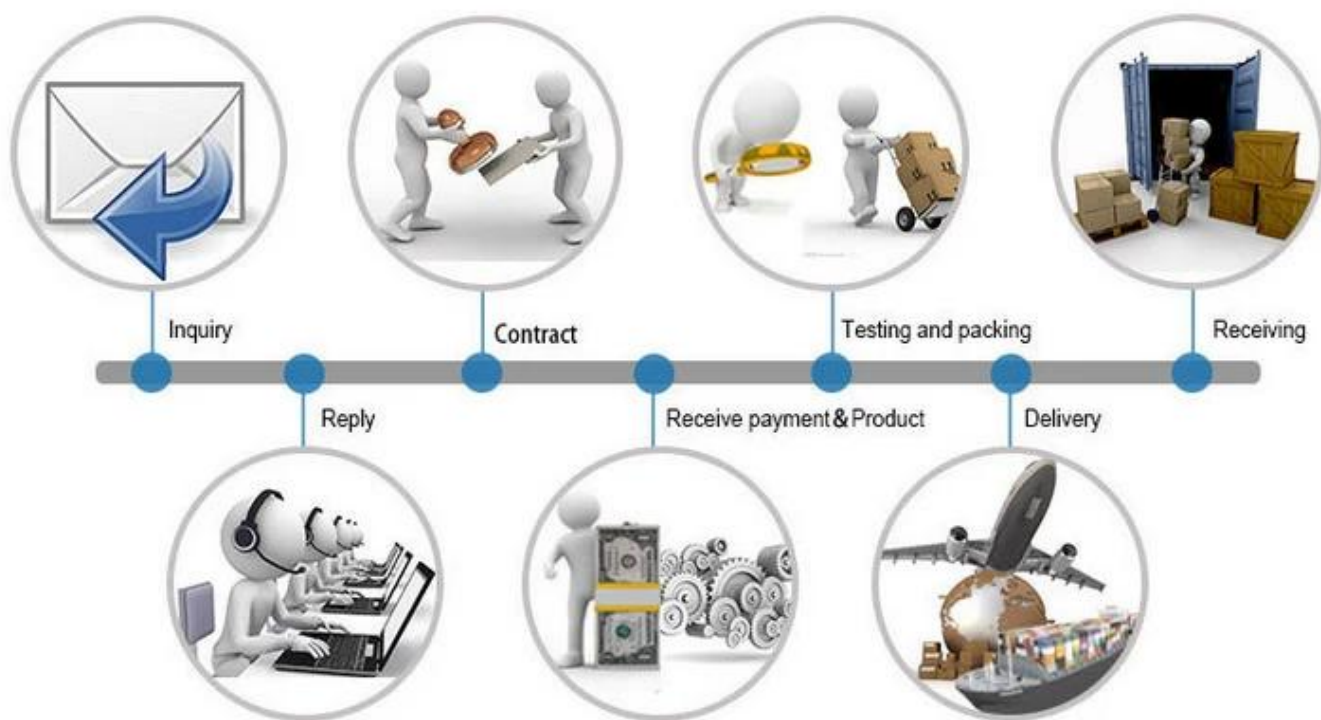 Inquiry
Reply
Contract
Receive payment & Product
Testing and packing
Delivery
Receiving